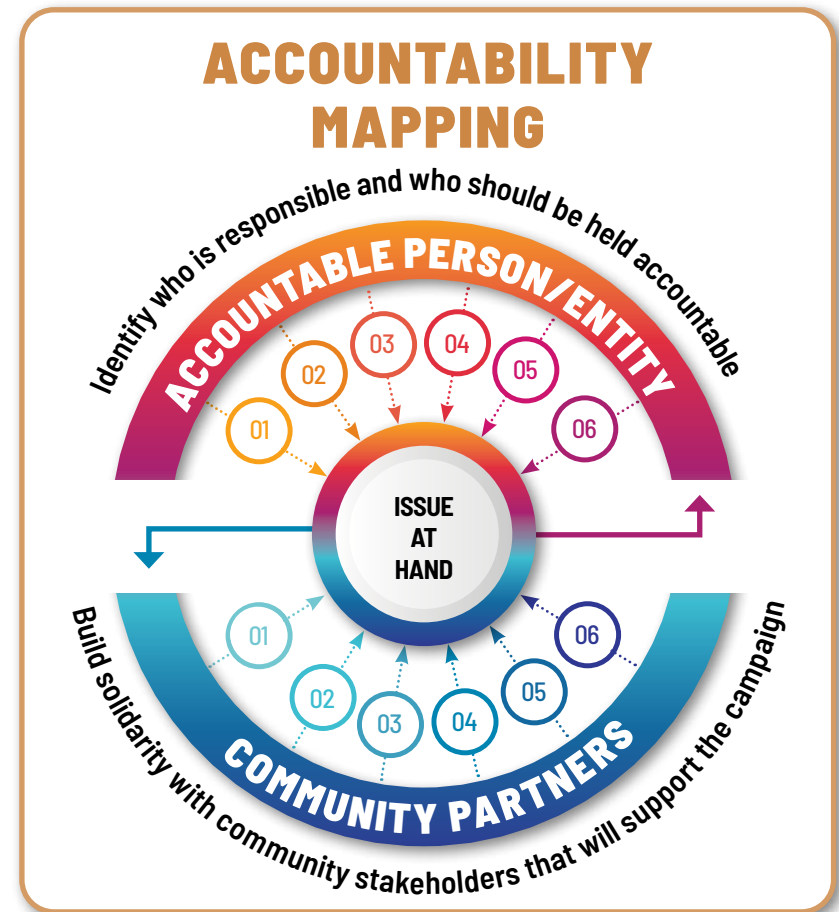 ACCOUNTABILITY
MAPPING
Identify who is responsible and who should be held accountable
ACCOUNTABLE PERSON/ENTITY
01
02
03
04
05
06
ISSUE
AT
HAND
01
02
03
04
05
06
COMMUNITY PARTNERS
Build solidarity with community stakeholders that will support the campaign